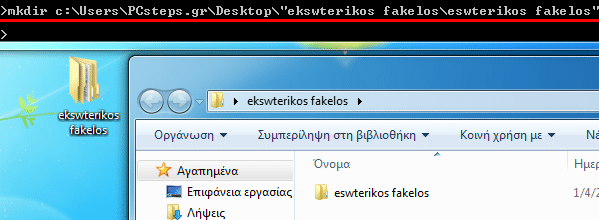 >mkdir c:\Users\PCsteps.gr\Desktop\"ekswterikos fakelos\eswterikos fakelos"
>
ekswterikos fakelos
ekswterikos
fakelos
Οργάνωση Συμπερίληψη στη βιβλιοθήκη Κοινή χρήση με
Αγαπημένα
Όνομα
Ημερ
Επιφάνεια εργασίας
eswterikos fakelos
1/4/2
Λήψεις